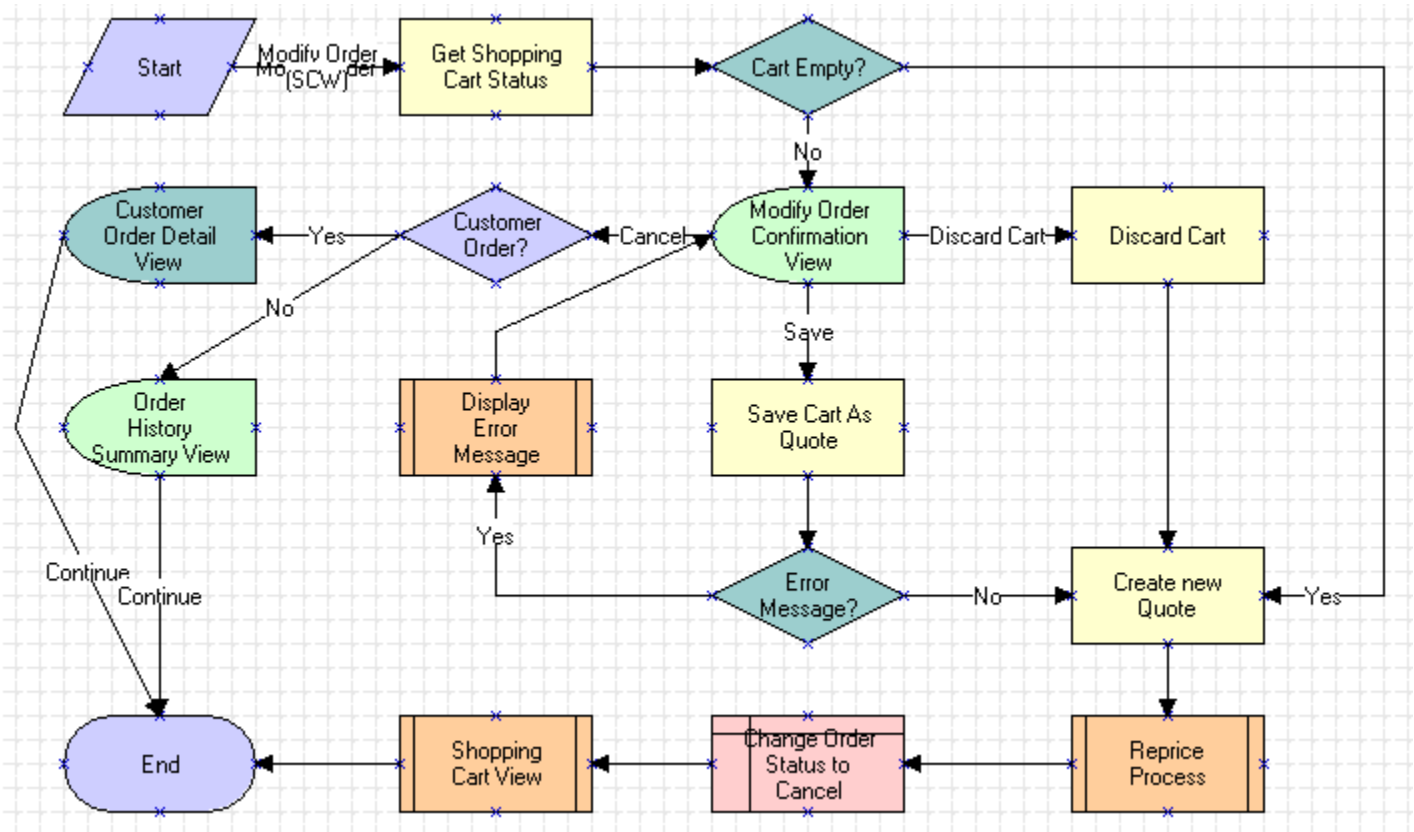 Start
Modify Order
(SCW)
Get Shopping
Cart Status
Cart Empty?
No
Customer
Order Detail
View
Yes
Customer
Order?
Cancel
Modify Order
Confirmation
View
Discard Cart
Discard Cart
No
Save
Order
History
Summary View
Display
Error
Message
Save Cart As
Quote
Yes
Continue
Continue
Error
Message?
No
Create new
Quote
Yes
End
Shopping
Cart View
Change Order
Status to
Cancel
Reprice
Process